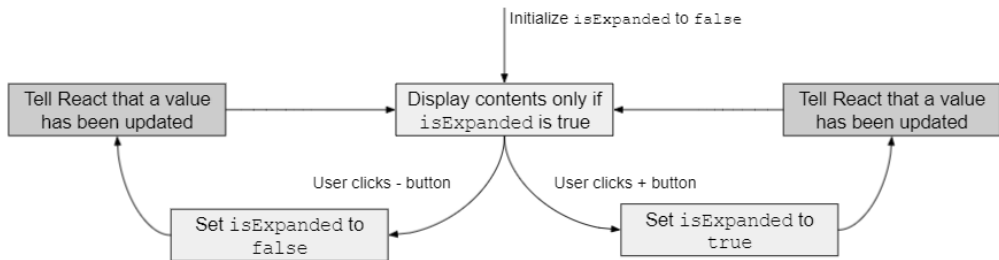 Initialize isExpanded to false
Tell React that a value
has been updated
Display contents only if
isExpanded is true
Tell React that a value
has been updated
User clicks - button
User clicks + button
Set isExpanded to
false
Set isExpanded to
true